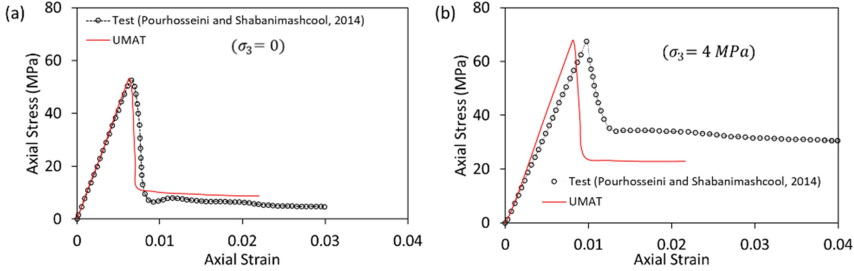 (a)
80
60
40
20
0
Axial Stress (MPa)
Test (Pourhosseini and Shabanimashcool, 2014)
UMAT
(σ3= 0)
0 0.01 0.02 0.03 0.04
Axial Strain
(b)
80
60
40
20
0
Axial Stress (MPa)
(σ3= 4 MPa)
Test (Pourhosseini and Shabanimashcool, 2014)
UMAT
0 0.01 0.02 0.03 0.04
Axial Strain